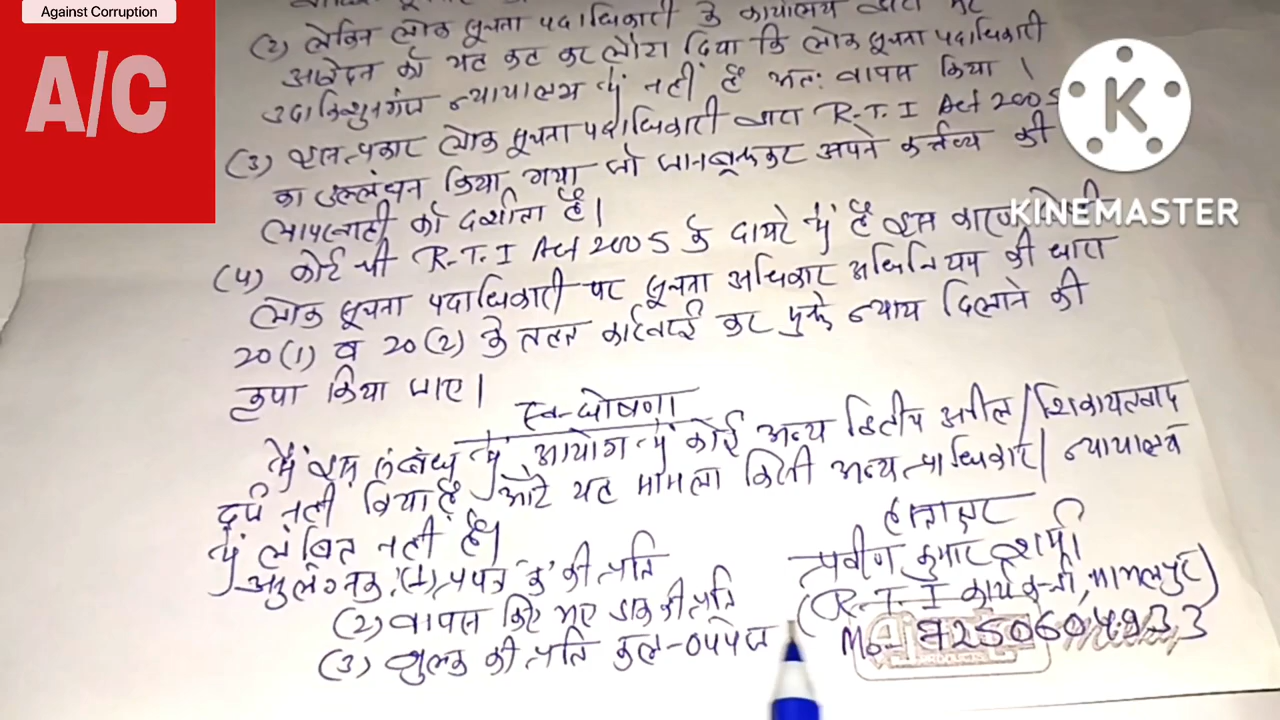 Against Corruption
A/C
(2) लेकिन लोक सूचना पदाधिकारी के कार्यालय द्वारा
आवेदन को यह कह कर लौटा दिया कि लोक सूचना पदाधिकारी
उदाकिशुनगंज न्यायालय में नहीं है अतः वापस किया ।
(3) इस प्रकार लोक सूचना पदाधिकारी द्वारा R.T.I Act 2005
का उल्लंघन किया गया जो जानबूझकर अपने कर्त्तव्य की
लापरवाही को दर्शाता है।
(4) कोर्ट भी R.T.I Act 2005 के दायरे में है इस कारण
लोक सूचना पदाधिकारी पर सूचना अधिकार अधिनियम की धारा
20(1) व 20(2) के तहत कारवाई कर मुझे न्याय दिलाने की
कृपा किया जाए।
स्व-घोषणा
मैं इस संबंध में आयोग में कोई अन्य द्वितीय अपील/शिकायतवाद
दर्ज नहीं किया है और यह मामला किसी अन्य प्राधिकार/न्यायालय
में लंबित नहीं है।
अनुलग्नक:(1) प्रपत्र 'क' की प्रति
(2) वापस किए गए डाक की प्रति
(3) शुल्क की प्रति कुल-
प्रवीण कुमार शर्मा
(R.T.I कार्यकर्त्ता,
Mo-
KINEMASTER